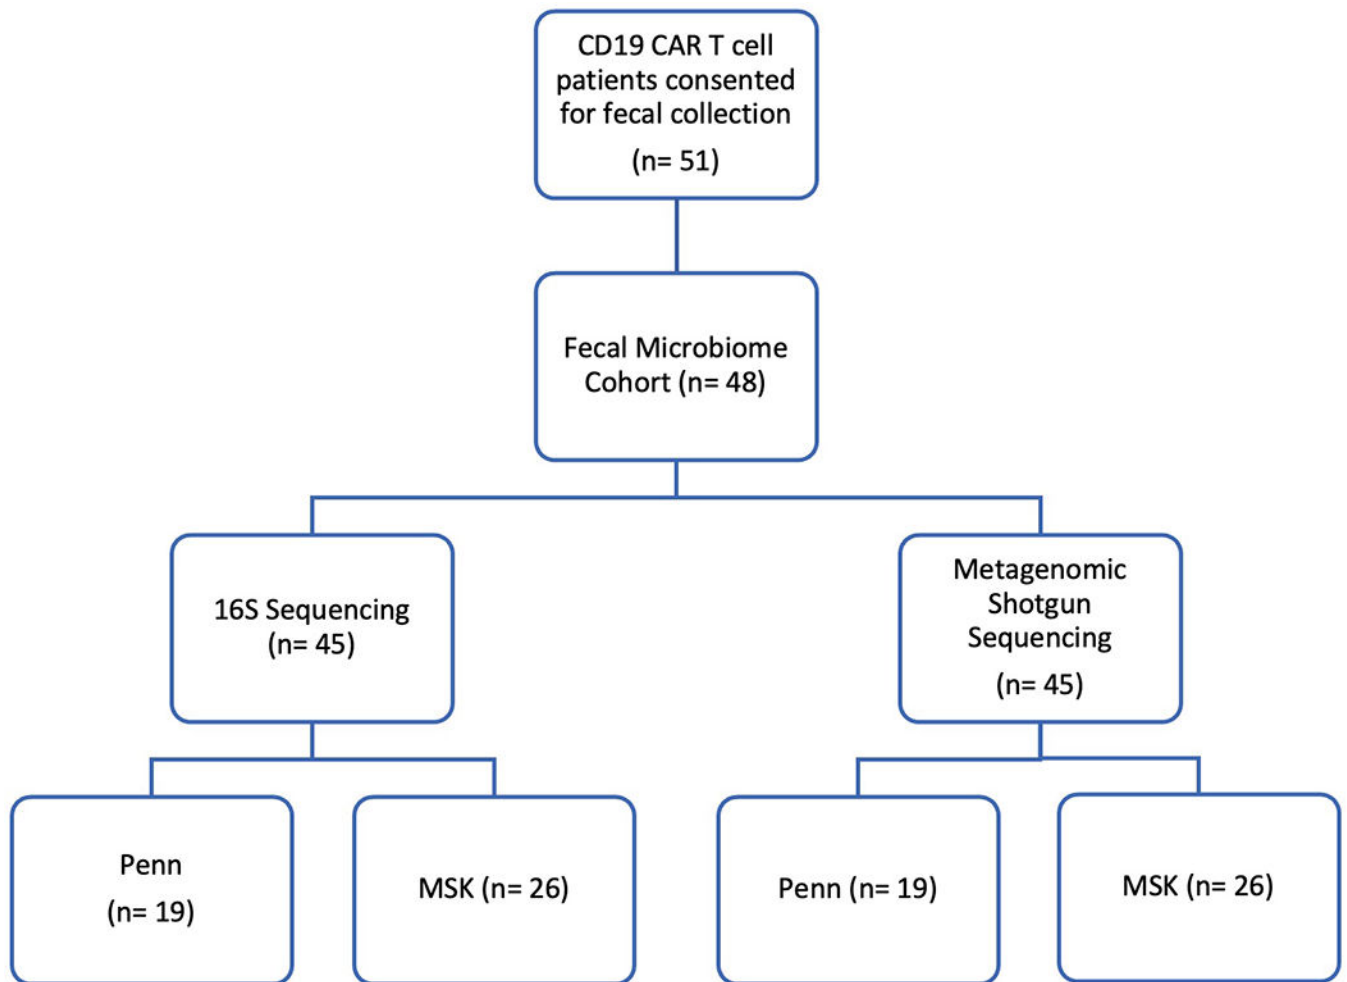 CD19 CAR T cell
patients consented
for fecal collection
(n= 51)
Fecal Microbiome
Cohort (n= 48)
16S Sequencing
(n= 45)
Metagenomic
Shotgun
Sequencing
(n= 45)
Penn
(n= 19)
MSK (n= 26)
Penn (n= 19)
MSK (n= 26)